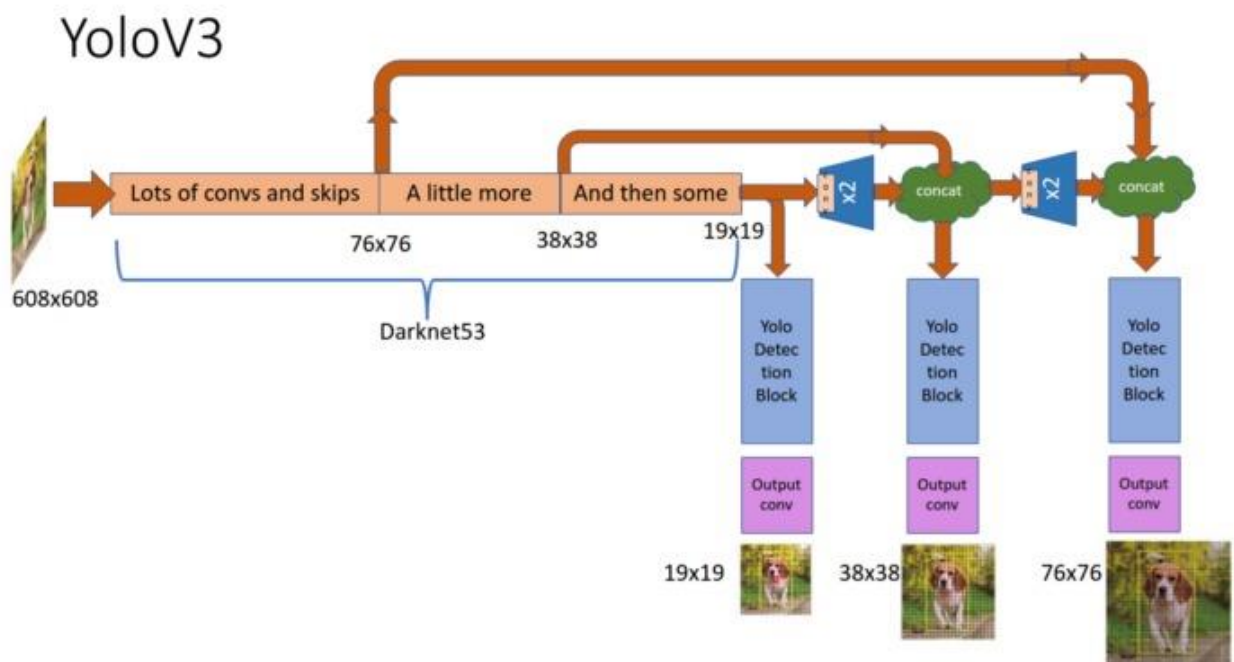 YoloV3
Lots of convs and skips
A little more
And then some
x2
concat
x2
concat
76x76
38x38
19x19
608x608
Darknet53
Yolo
Detec
tion
Block
Yolo
Detec
tion
Block
Yolo
Detec
tion
Block
Output
conv
Output
conv
Output
conv
19x19
38x38
76x76